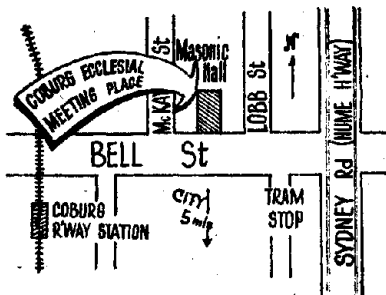 COBURG ECCLESIAL
MEETING PLACE
McKAY St
Masonic
Hall
LOBB St
N
SYDNEY Rd (HUME H'WAY)
BELL St
COBURG
R'WAY STATION
CITY
5 min
TRAM
STOP